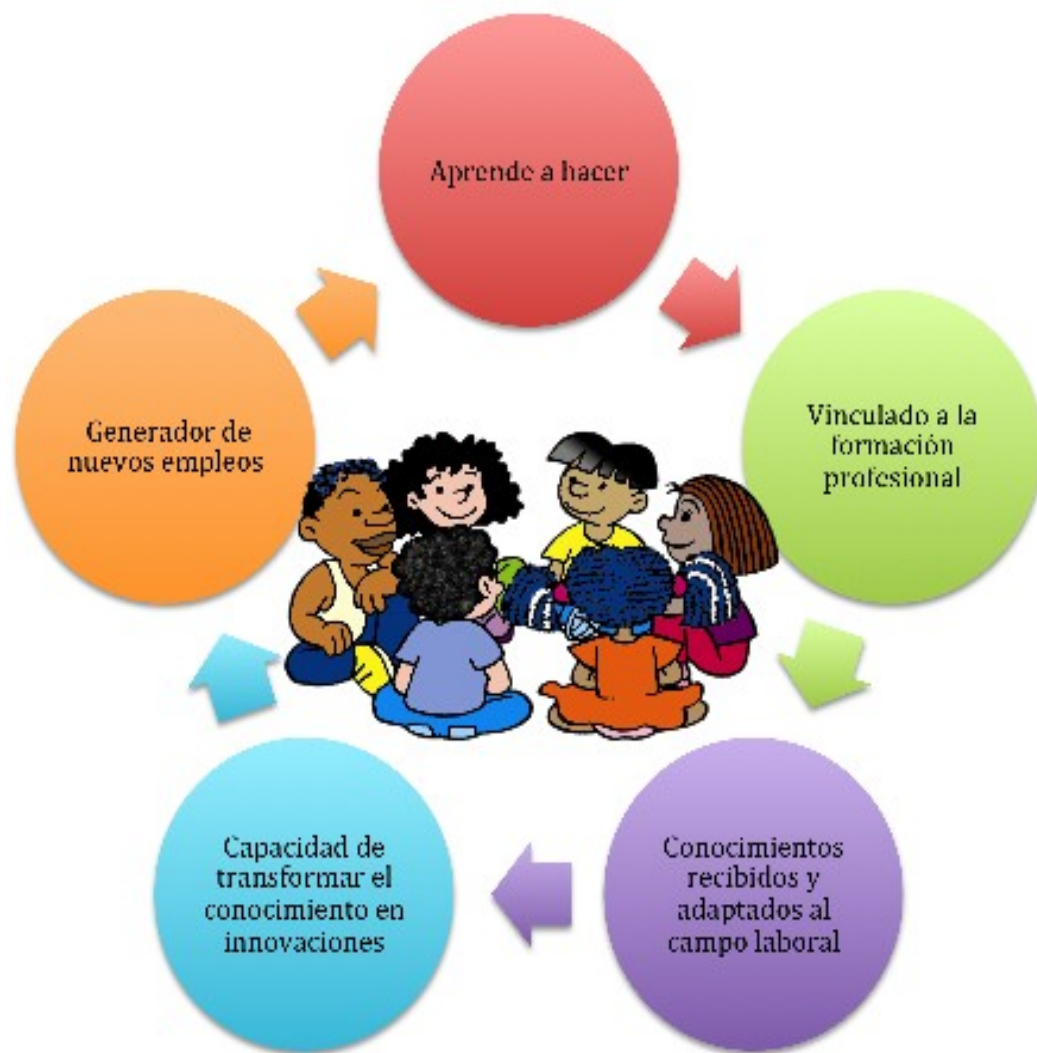 Aprende a hacer
Vinculado a la
formación
profesional
Conocimientos
recibidos y
adaptados al
campo laboral
Capacidad de
transformar el
conocimiento en
innovaciones
Generador de
nuevos empleos